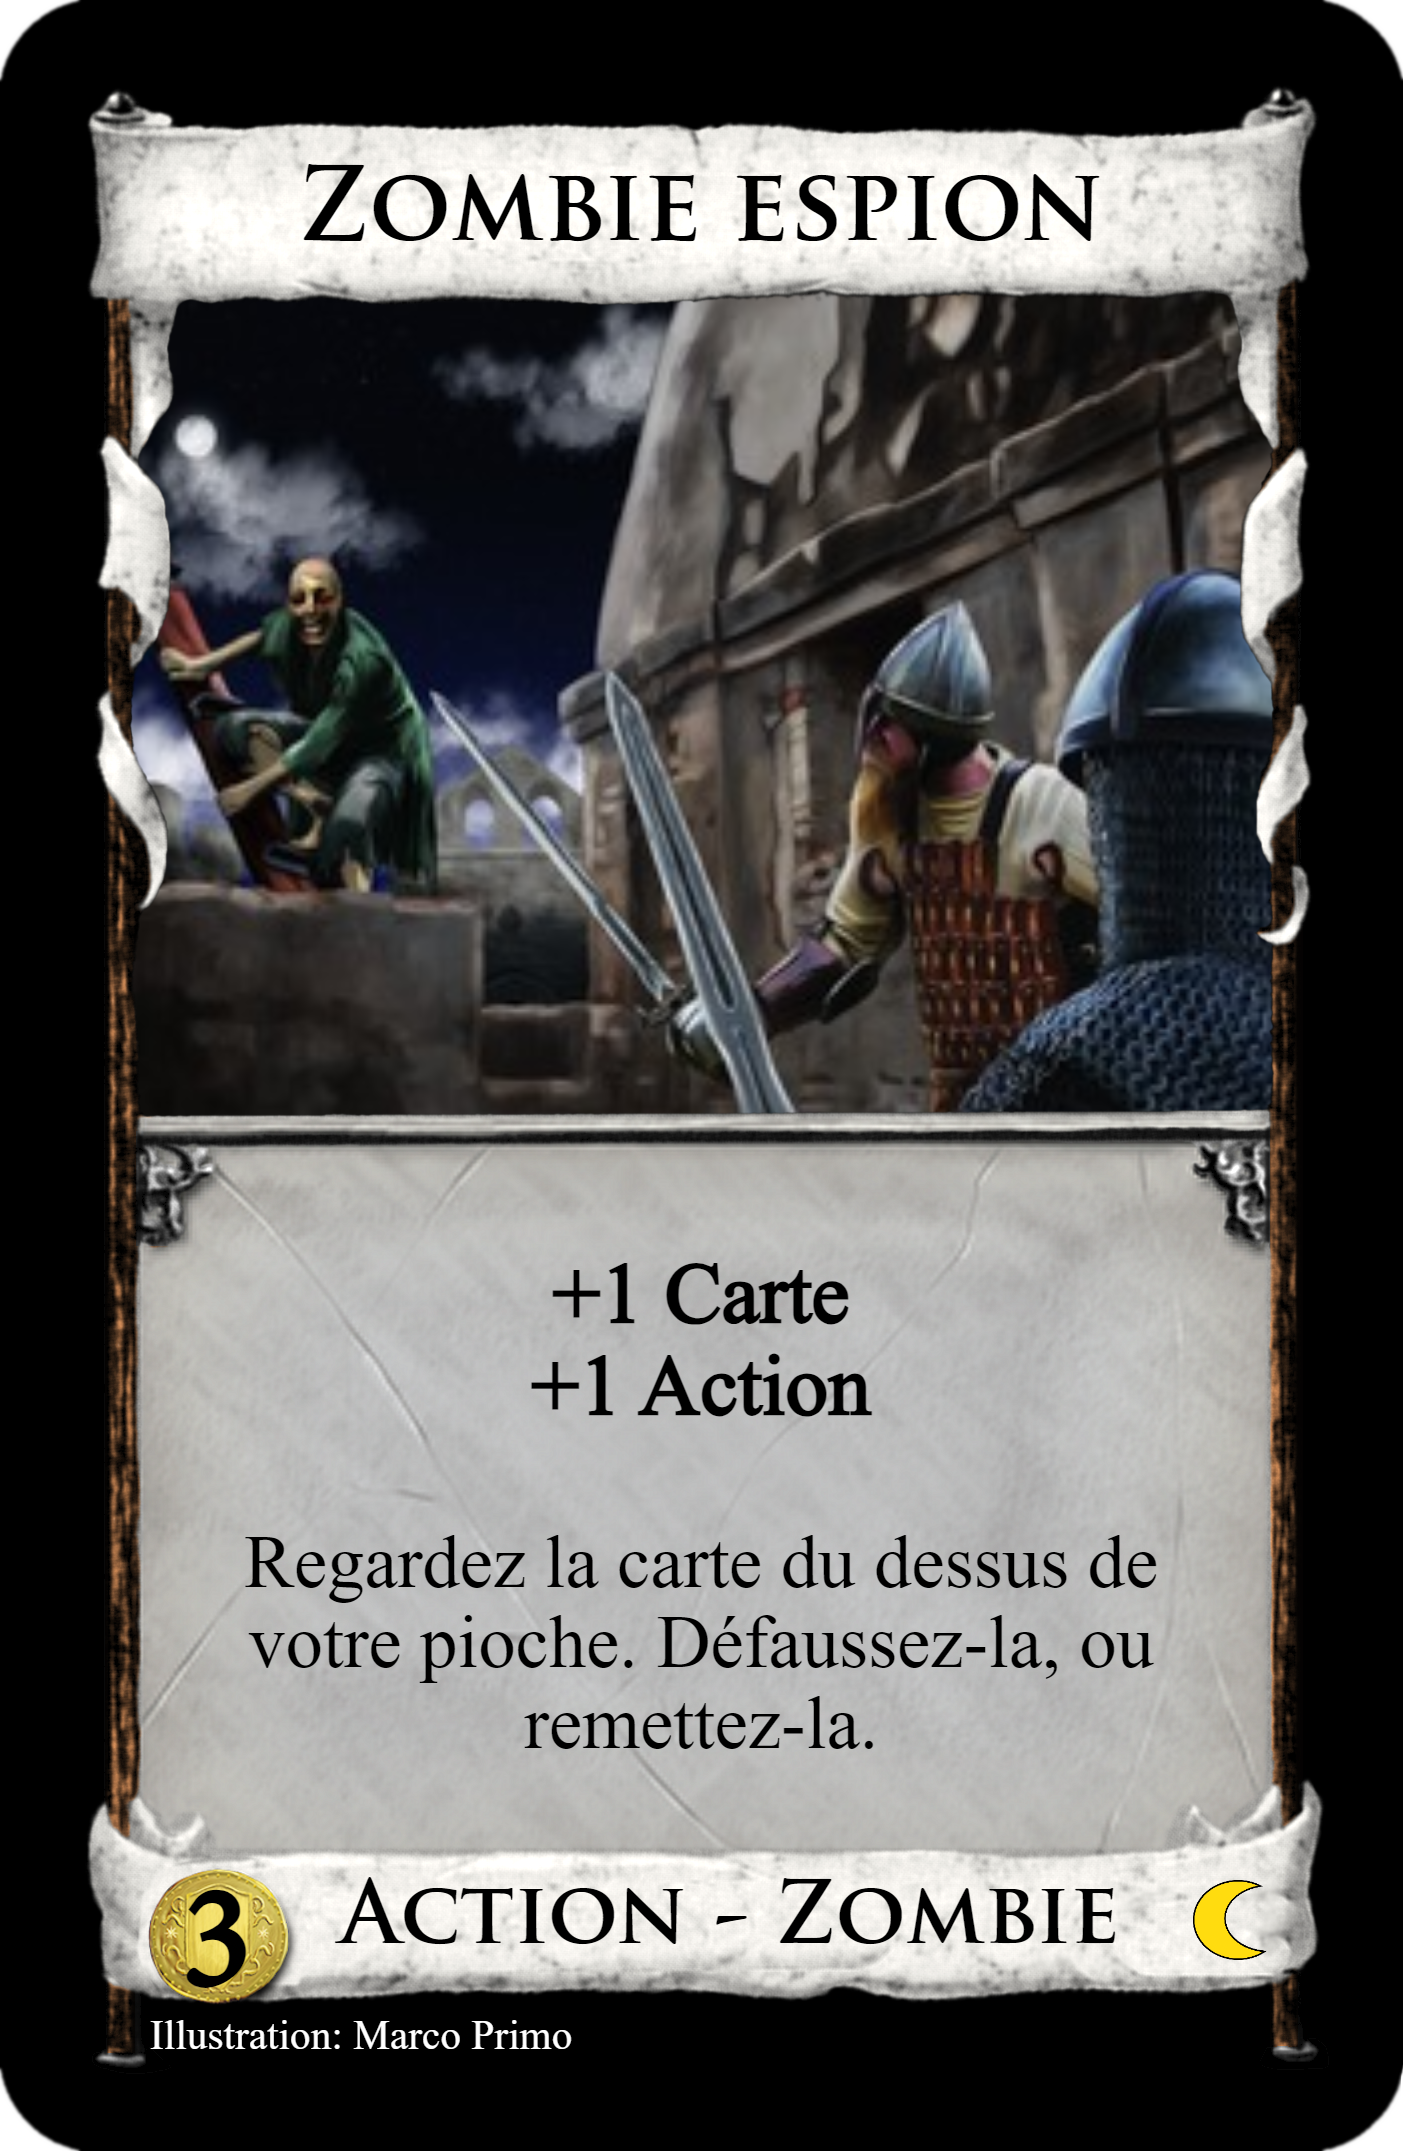 Zombie espion
+1 Carte
+1 Action
Regardez la carte du dessus de
votre pioche. Défaussez-la, ou
remettez-la.
3 Action - Zombie
Illustration: Marco Primo